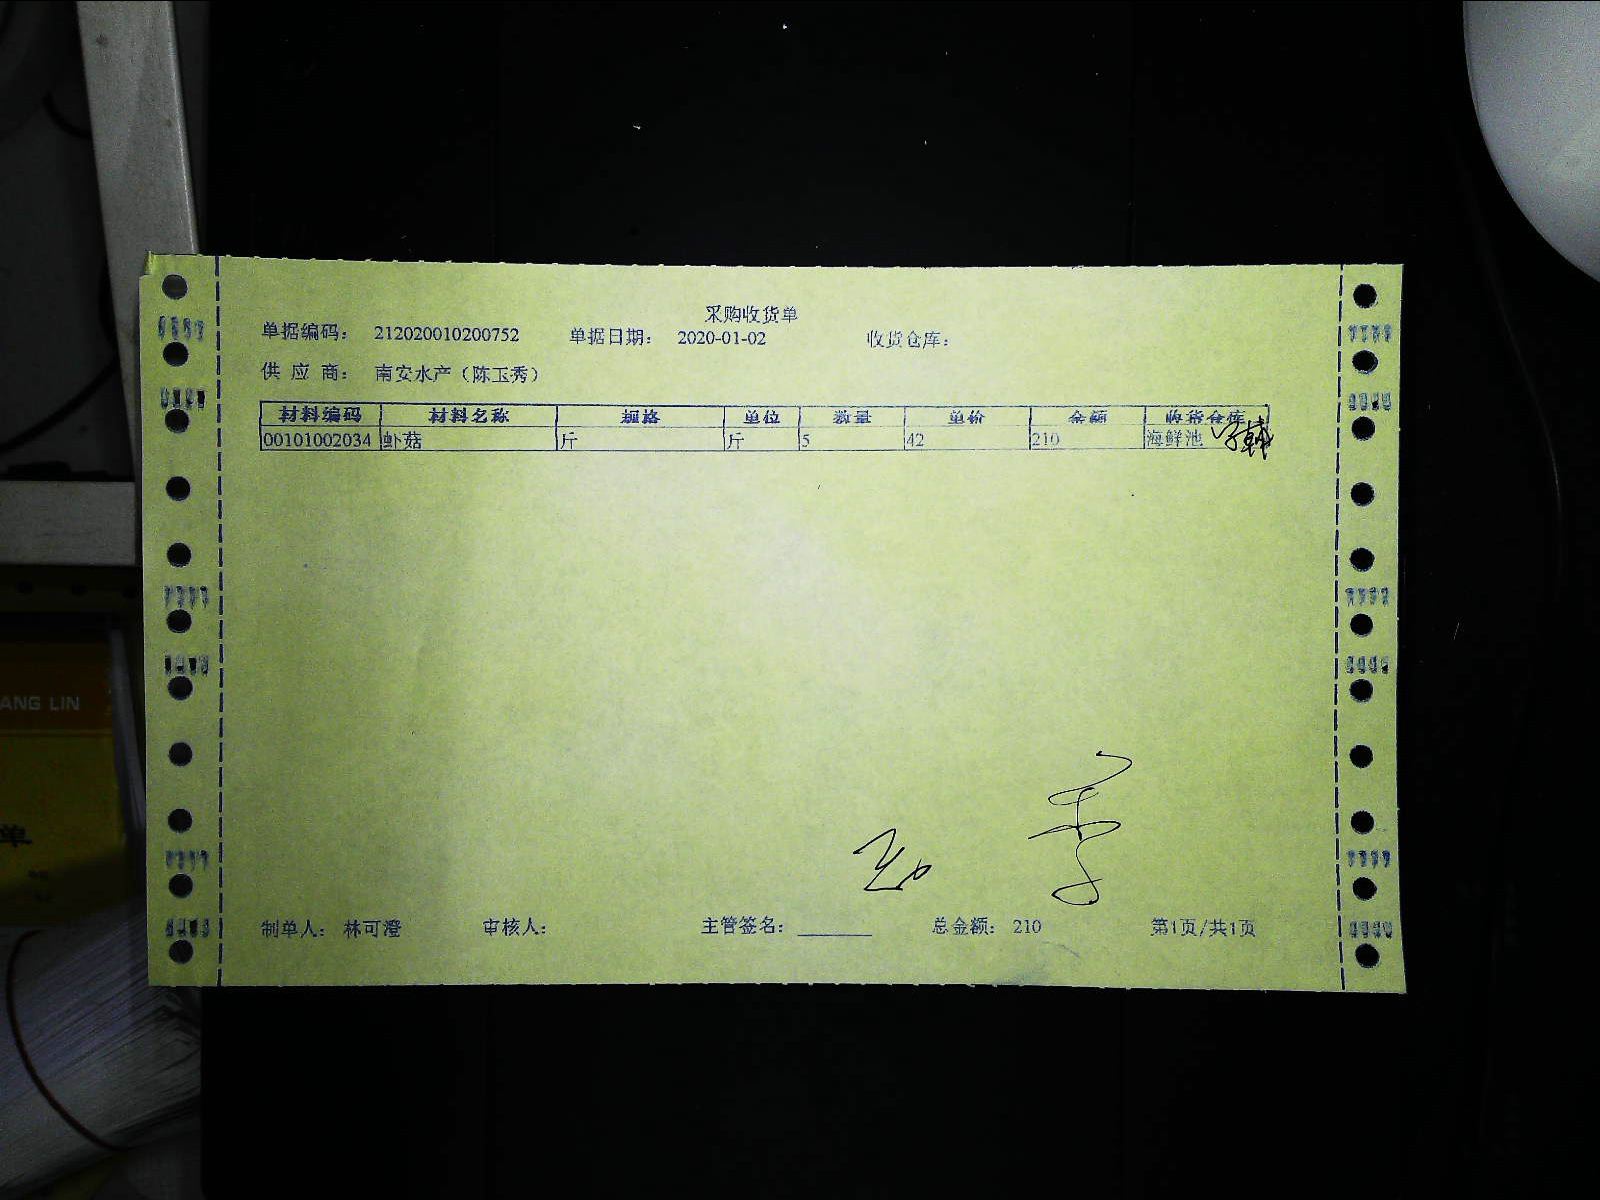 采购收货单
单据编码： 212020010200752 单据日期： 2020-01-02 收货仓库：
供 应 商： 南安水产（陈玉秀）
材料编码 材料名称 规格 单位 数量 单价 金额 收货仓库
00101002034 虾菇 斤 斤 5 42 210 海鲜池
制单人： 林可澄 审核人： 主管签名： 总金额： 210 第1页/共1页
ANG LIN
单